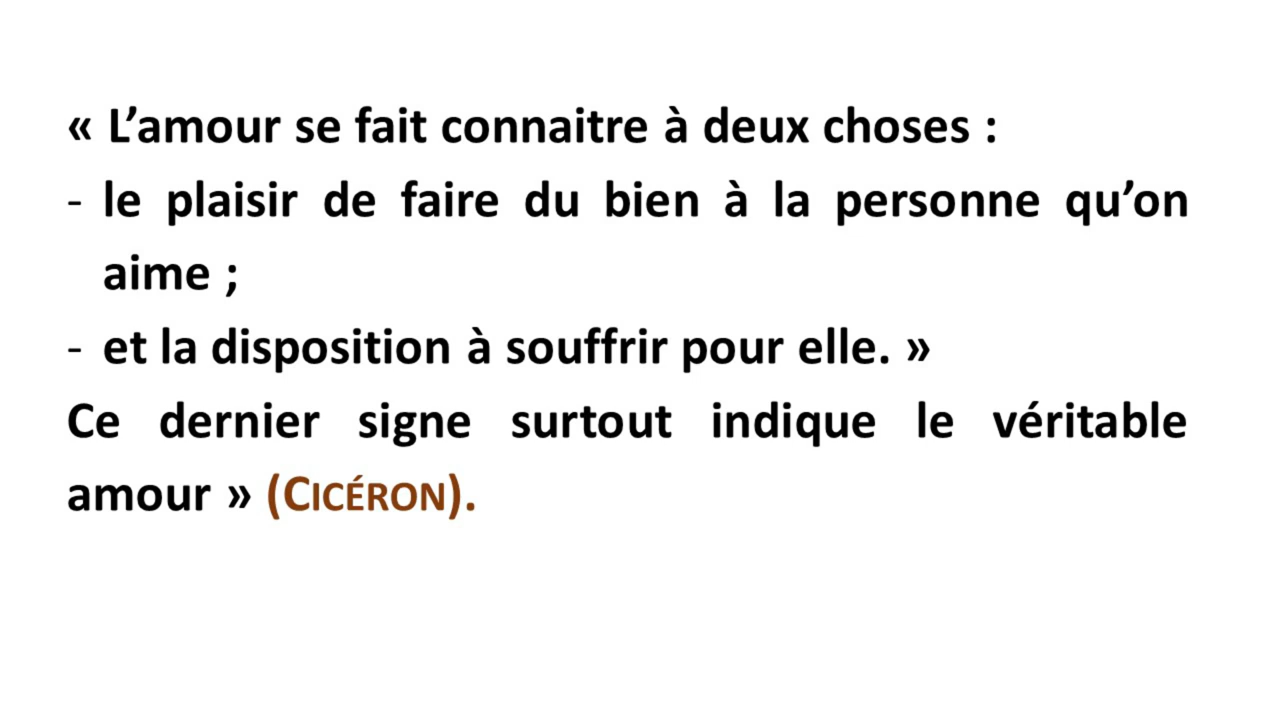 « L’amour se fait connaitre à deux choses :
- le plaisir de faire du bien à la personne qu’on
aime ;
- et la disposition à souffrir pour elle. »
Ce dernier signe surtout indique le véritable
amour » (CICÉRON).